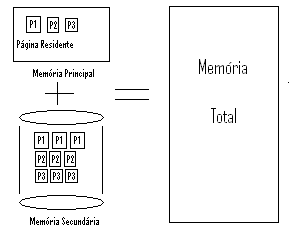 P1 P2 P3
Página Residente
Memória Principal
Memória
Total
P1 P1 P1
P2 P2 P2
P3 P3 P3
Memória Secundária